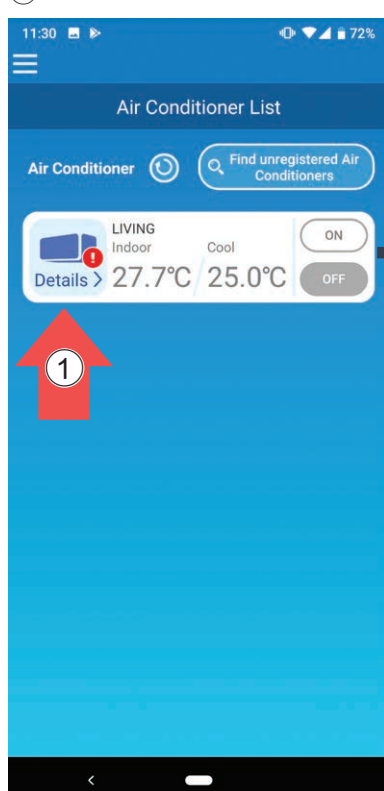 11:30 72%
Air Conditioner List
Air Conditioner Find unregistered Air
Conditioners
LIVING
Indoor Cool ON
Details > 27.7℃ 25.0℃ OFF
1